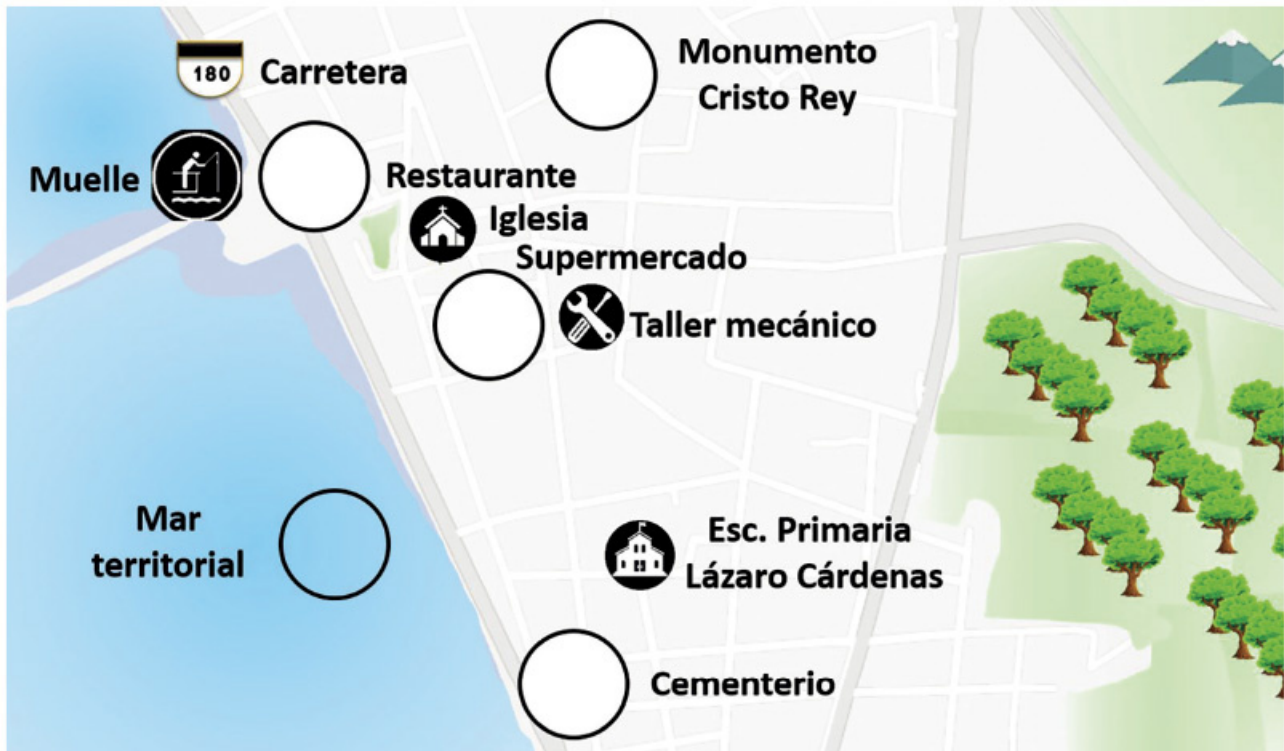 180
Carretera
Monumento
Cristo Rey
Muelle
Restaurante
Iglesia
Supermercado
Taller mecánico
Mar
territorial
Esc. Primaria
Lázaro Cárdenas
Cementerio